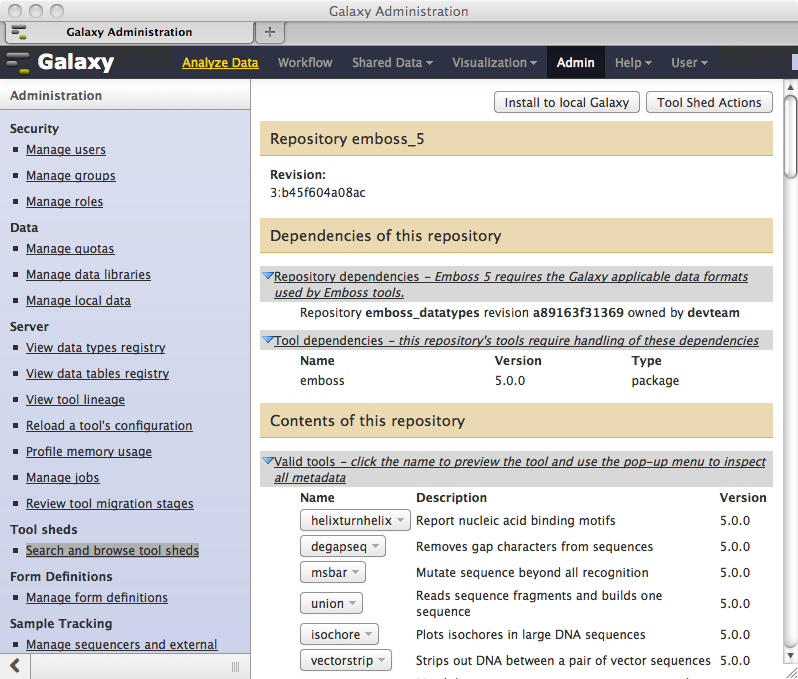 Galaxy Administration
Galaxy Administration
Galaxy
Analyze Data
Workflow
Shared Data
Visualization
Admin
Help
User
Administration
Security
Manage users
Manage groups
Manage roles
Data
Manage quotas
Manage data libraries
Manage local data
Server
View data types registry
View data tables registry
View tool lineage
Reload a tool's configuration
Profile memory usage
Manage jobs
Review tool migration stages
Tool sheds
Search and browse tool sheds
Form Definitions
Manage form definitions
Sample Tracking
Manage sequencers and external
Install to local Galaxy
Tool Shed Actions
Repository emboss_5
Revision:
3:b45f604a08ac
Dependencies of this repository
Repository dependencies – Emboss 5 requires the Galaxy applicable data formats
used by Emboss tools.
Repository emboss_datatypes revision a89163f31369 owned by devteam
Tool dependencies – this repository's tools require handling of these dependencies
Name Version Type
emboss 5.0.0 package
Contents of this repository
Valid tools – click the name to preview the tool and use the pop-up menu to inspect
all metadata
Name Description Version
helixturnhelix Report nucleic acid binding motifs 5.0.0
degapseq Removes gap characters from sequences 5.0.0
msbar Mutate sequence beyond all recognition 5.0.0
union Reads sequence fragments and builds one
sequence 5.0.0
isochore Plots isochores in large DNA sequences 5.0.0
vectorstrip Strips out DNA between a pair of vector sequences 5.0.0